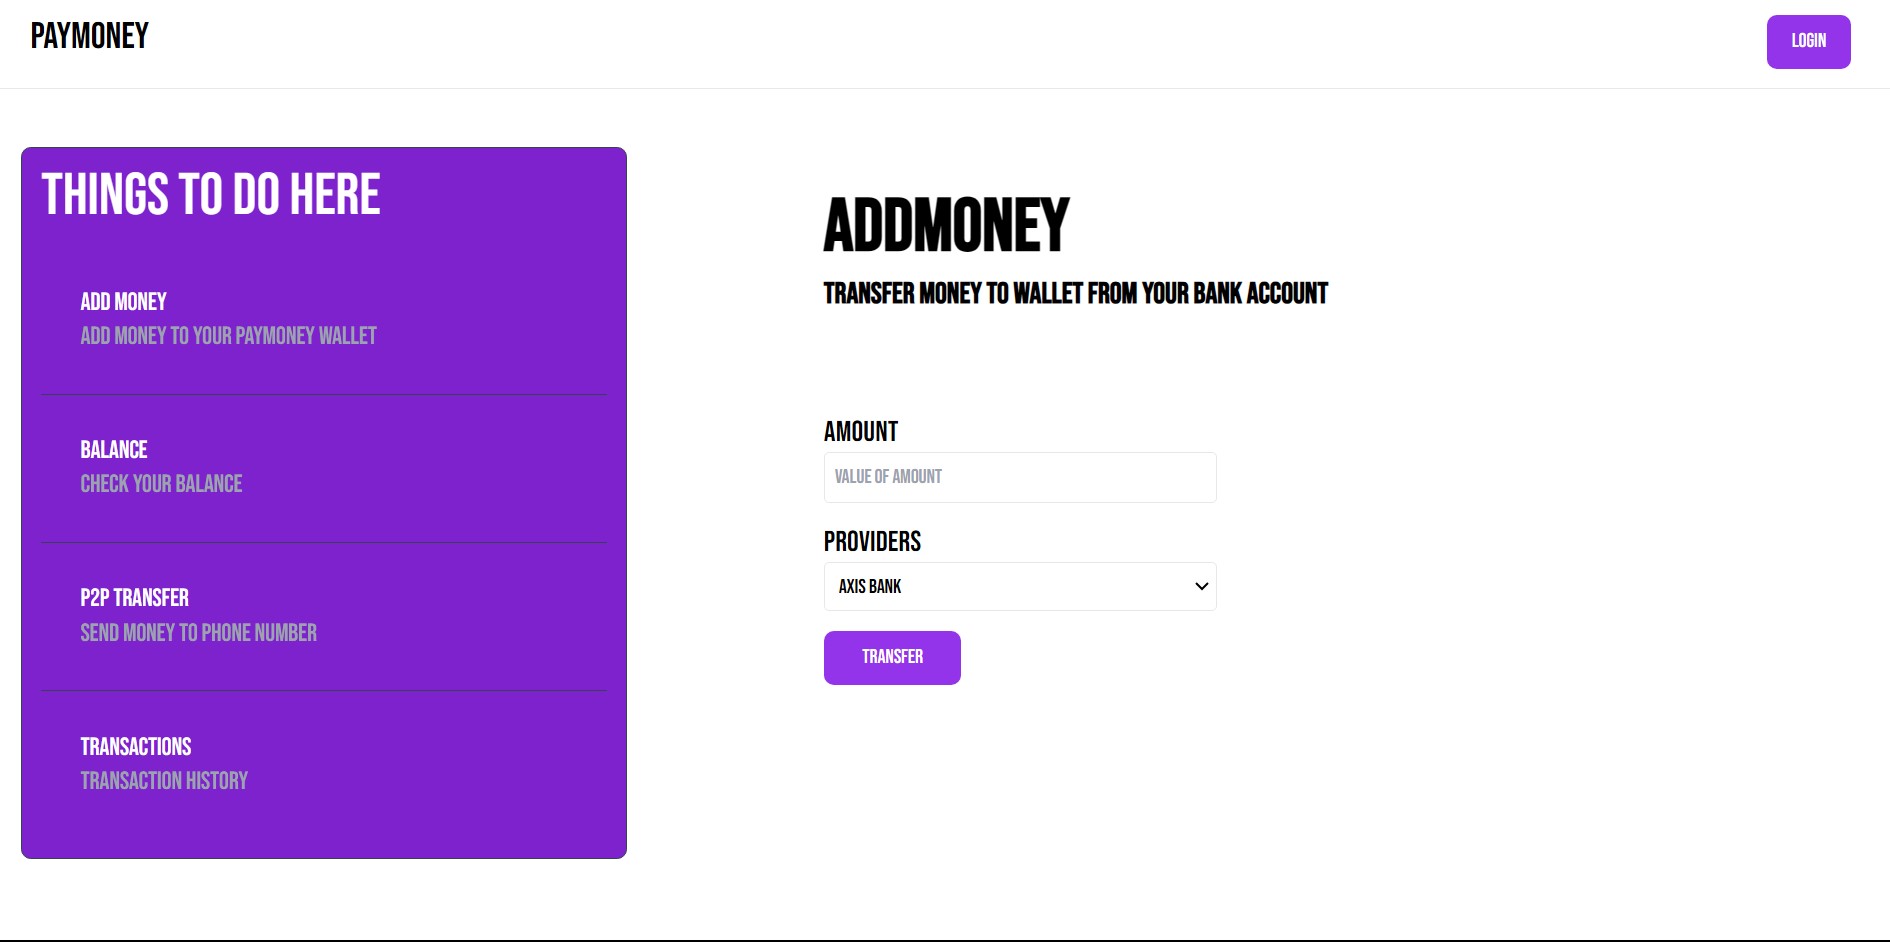 PAYMONEY
LOGIN
THINGS TO DO HERE
ADD MONEY
ADD MONEY TO YOUR PAYMONEY WALLET
BALANCE
CHECK YOUR BALANCE
P2P TRANSFER
SEND MONEY TO PHONE NUMBER
TRANSACTIONS
TRANSACTION HISTORY
ADDMONEY
TRANSFER MONEY TO WALLET FROM YOUR BANK ACCOUNT
AMOUNT
VALUE OF AMOUNT
PROVIDERS
AXIS BANK
TRANSFER